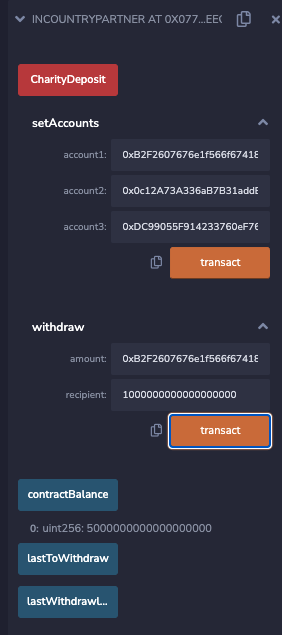 INCOUNTRYPARTNER AT 0X077...EEC
CharityDeposit
setAccounts
account1: 0xB2F2607676e1f566f67418
account2: 0x0c12A73A336aB7B31addE
account3: 0xDC99055F914233760eF76
transact
withdraw
amount: 0xB2F2607676e1f566f67418
recipient: 1000000000000000000
transact
contractBalance
0: uint256: 5000000000000000000
lastToWithdraw
lastWithdrawl...